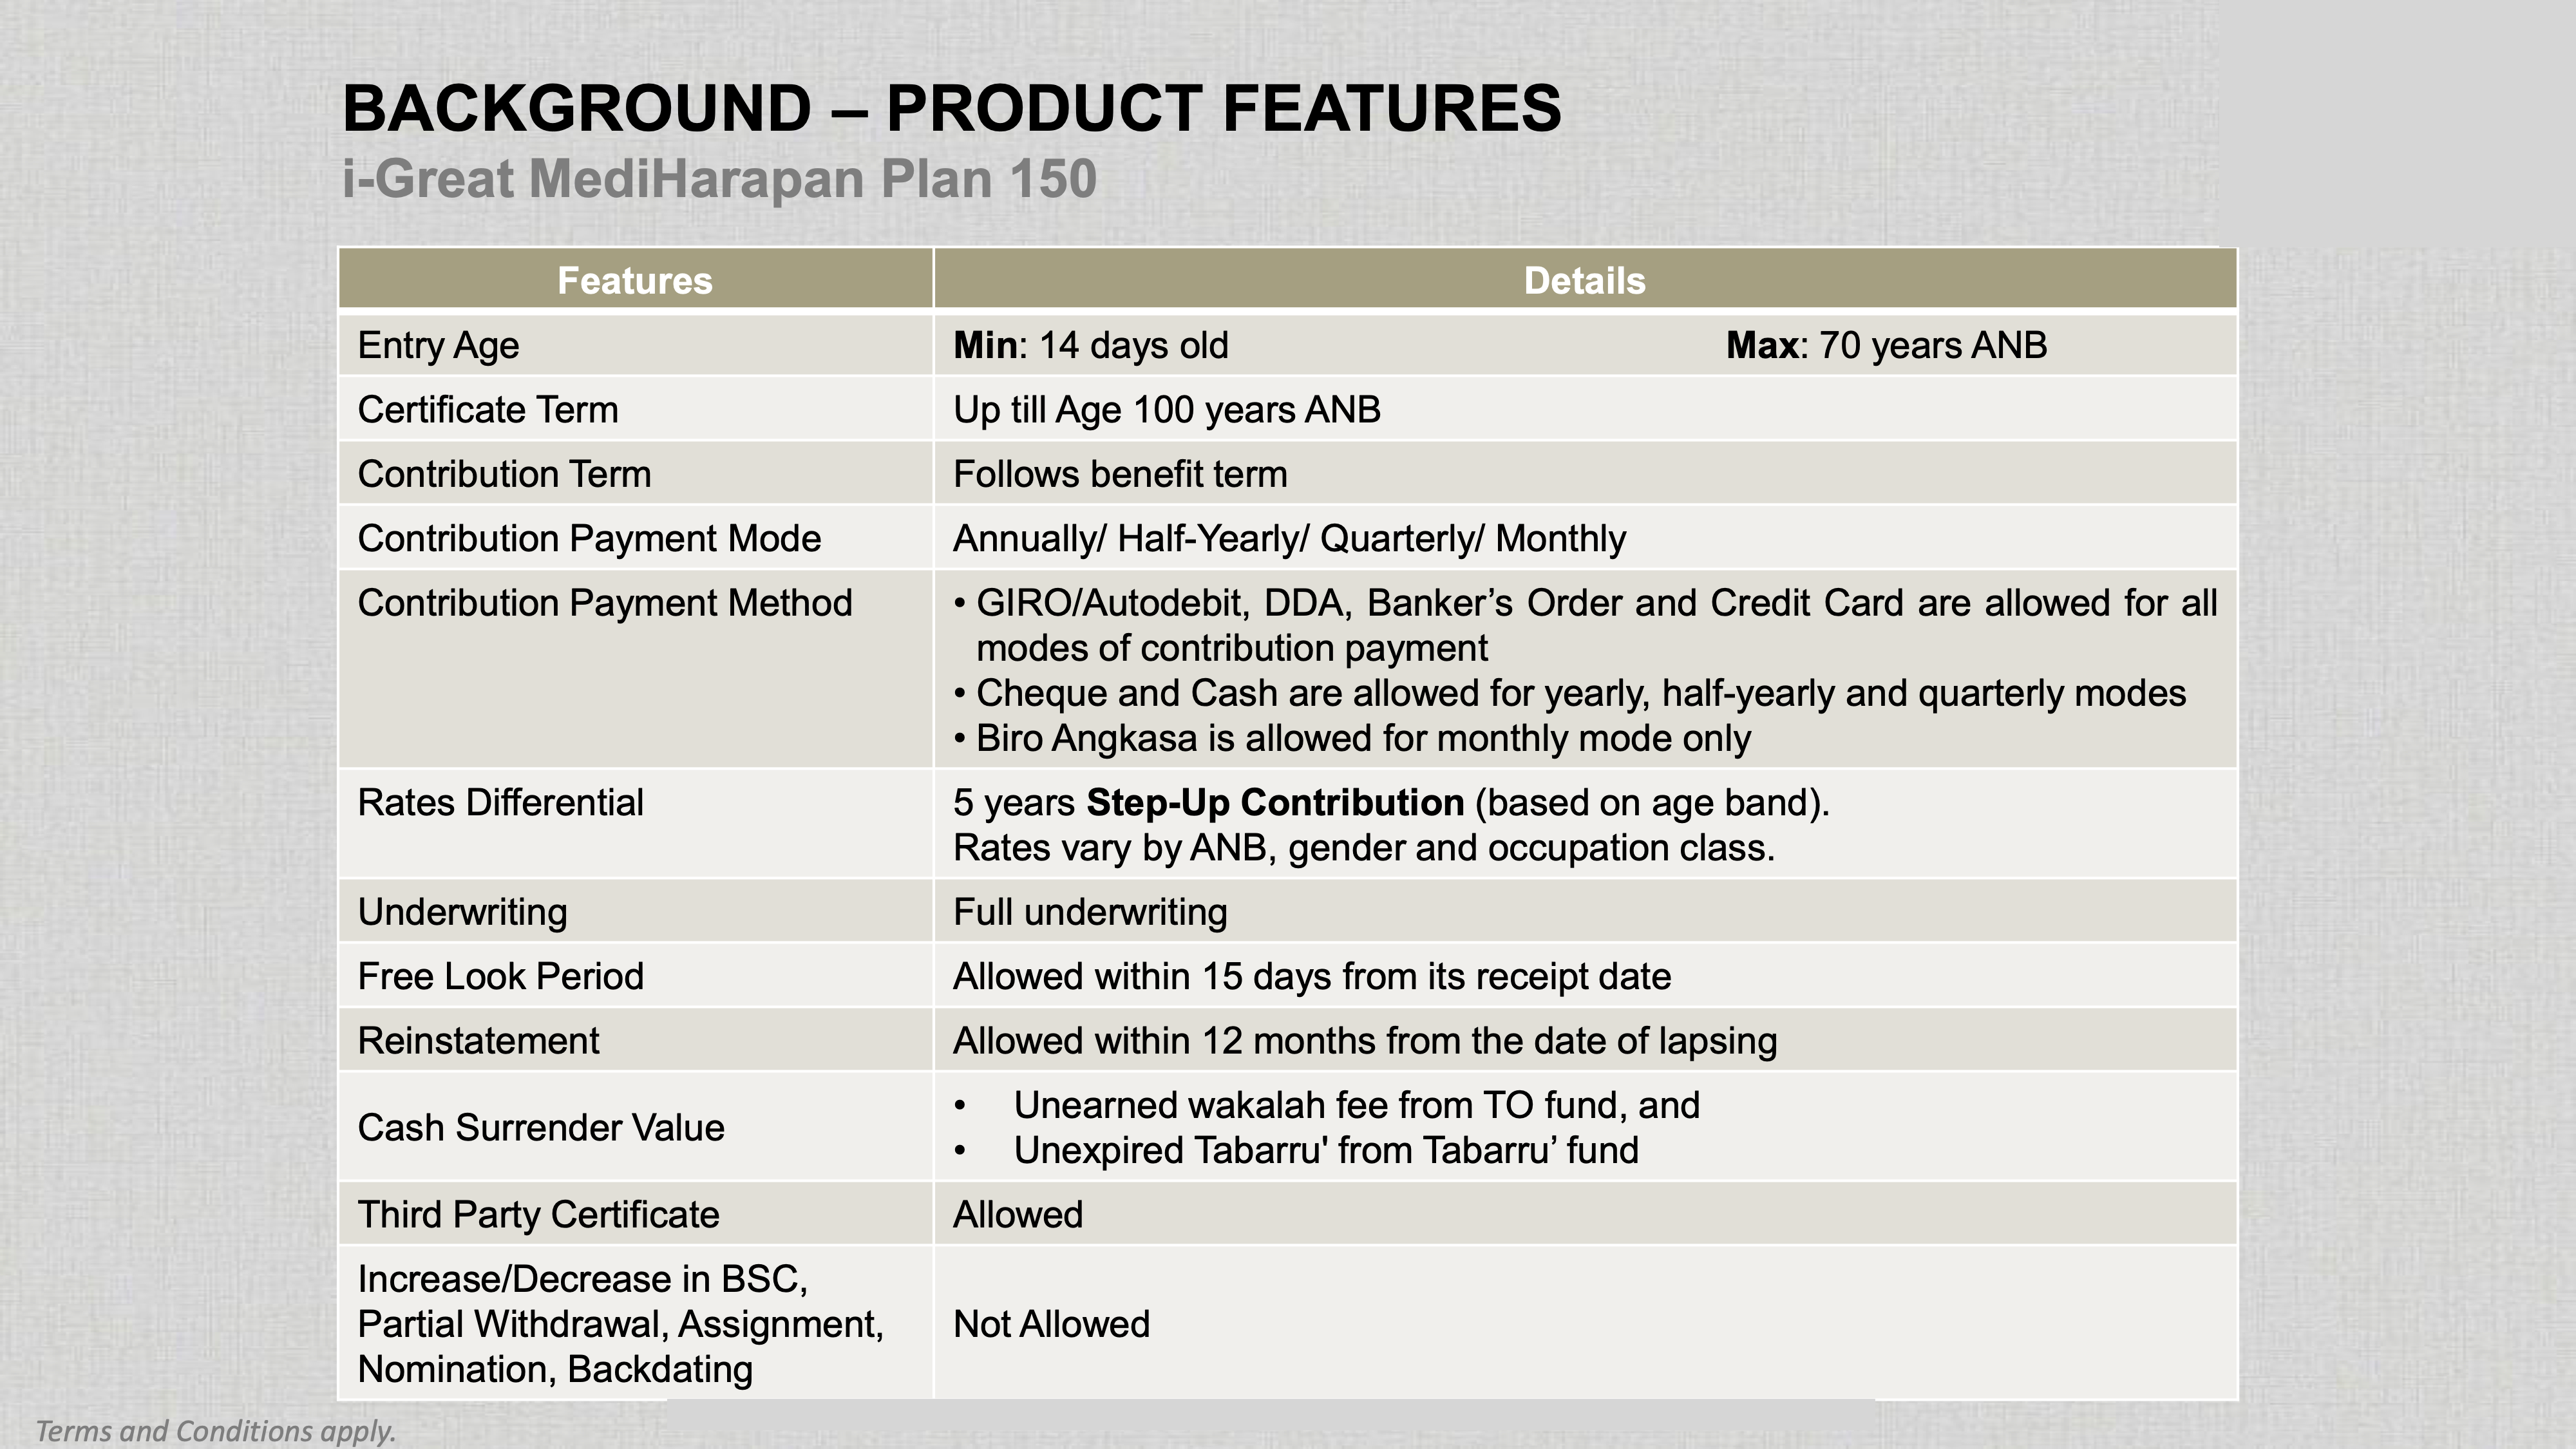 BACKGROUND – PRODUCT FEATURES
i-Great MediHarapan Plan 150
Features Details
Entry Age Min: 14 days old Max: 70 years ANB
Certificate Term Up till Age 100 years ANB
Contribution Term Follows benefit term
Contribution Payment Mode Annually/ Half-Yearly/ Quarterly/ Monthly
Contribution Payment Method • GIRO/Autodebit, DDA, Banker’s Order and Credit Card are allowed for all
modes of contribution payment
• Cheque and Cash are allowed for yearly, half-yearly and quarterly modes
• Biro Angkasa is allowed for monthly mode only
Rates Differential 5 years Step-Up Contribution (based on age band).
Rates vary by ANB, gender and occupation class.
Underwriting Full underwriting
Free Look Period Allowed within 15 days from its receipt date
Reinstatement Allowed within 12 months from the date of lapsing
Cash Surrender Value
• Unearned wakalah fee from TO fund, and
• Unexpired Tabarru' from Tabarru’ fund
Third Party Certificate Allowed
Increase/Decrease in BSC,
Partial Withdrawal, Assignment,
Nomination, Backdating
Not Allowed
Terms and Conditions apply.